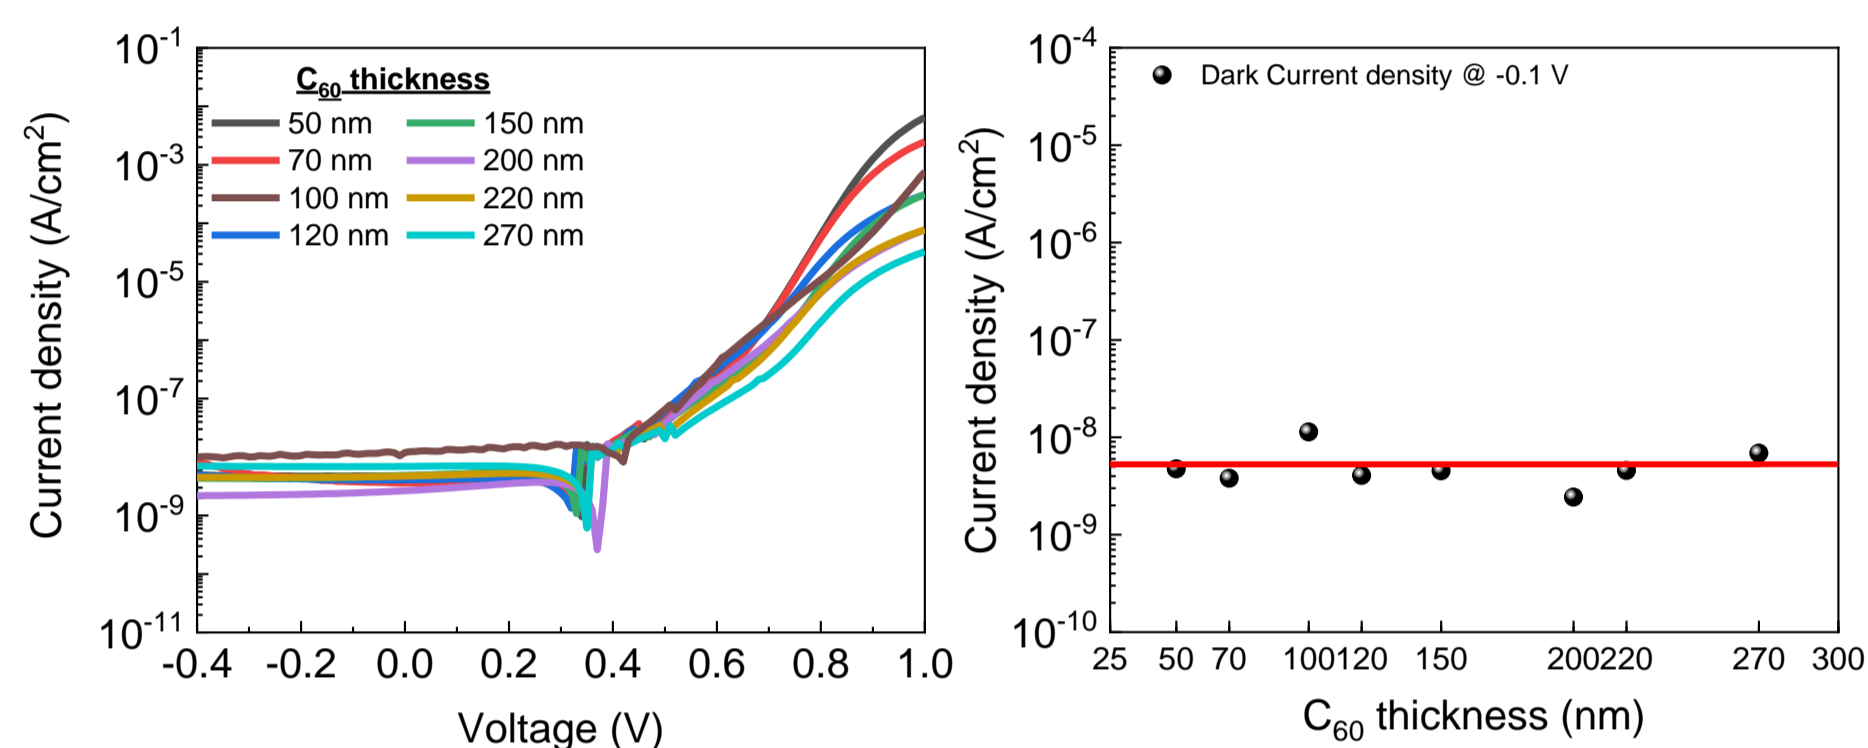 C60 thickness
50 nm
150 nm
70 nm
200 nm
100 nm
220 nm
120 nm
270 nm
Current density (A/cm2)
10-1
10-3
10-5
10-7
10-9
10-11
-0.4 -0.2 0.0 0.2 0.4 0.6 0.8 1.0
Voltage (V)
Dark Current density @ -0.1 V
Current density (A/cm2)
10-4
10-5
10-6
10-7
10-8
10-9
10-10
25 50 70 100 120 150 200 220 270 300
C60 thickness (nm)